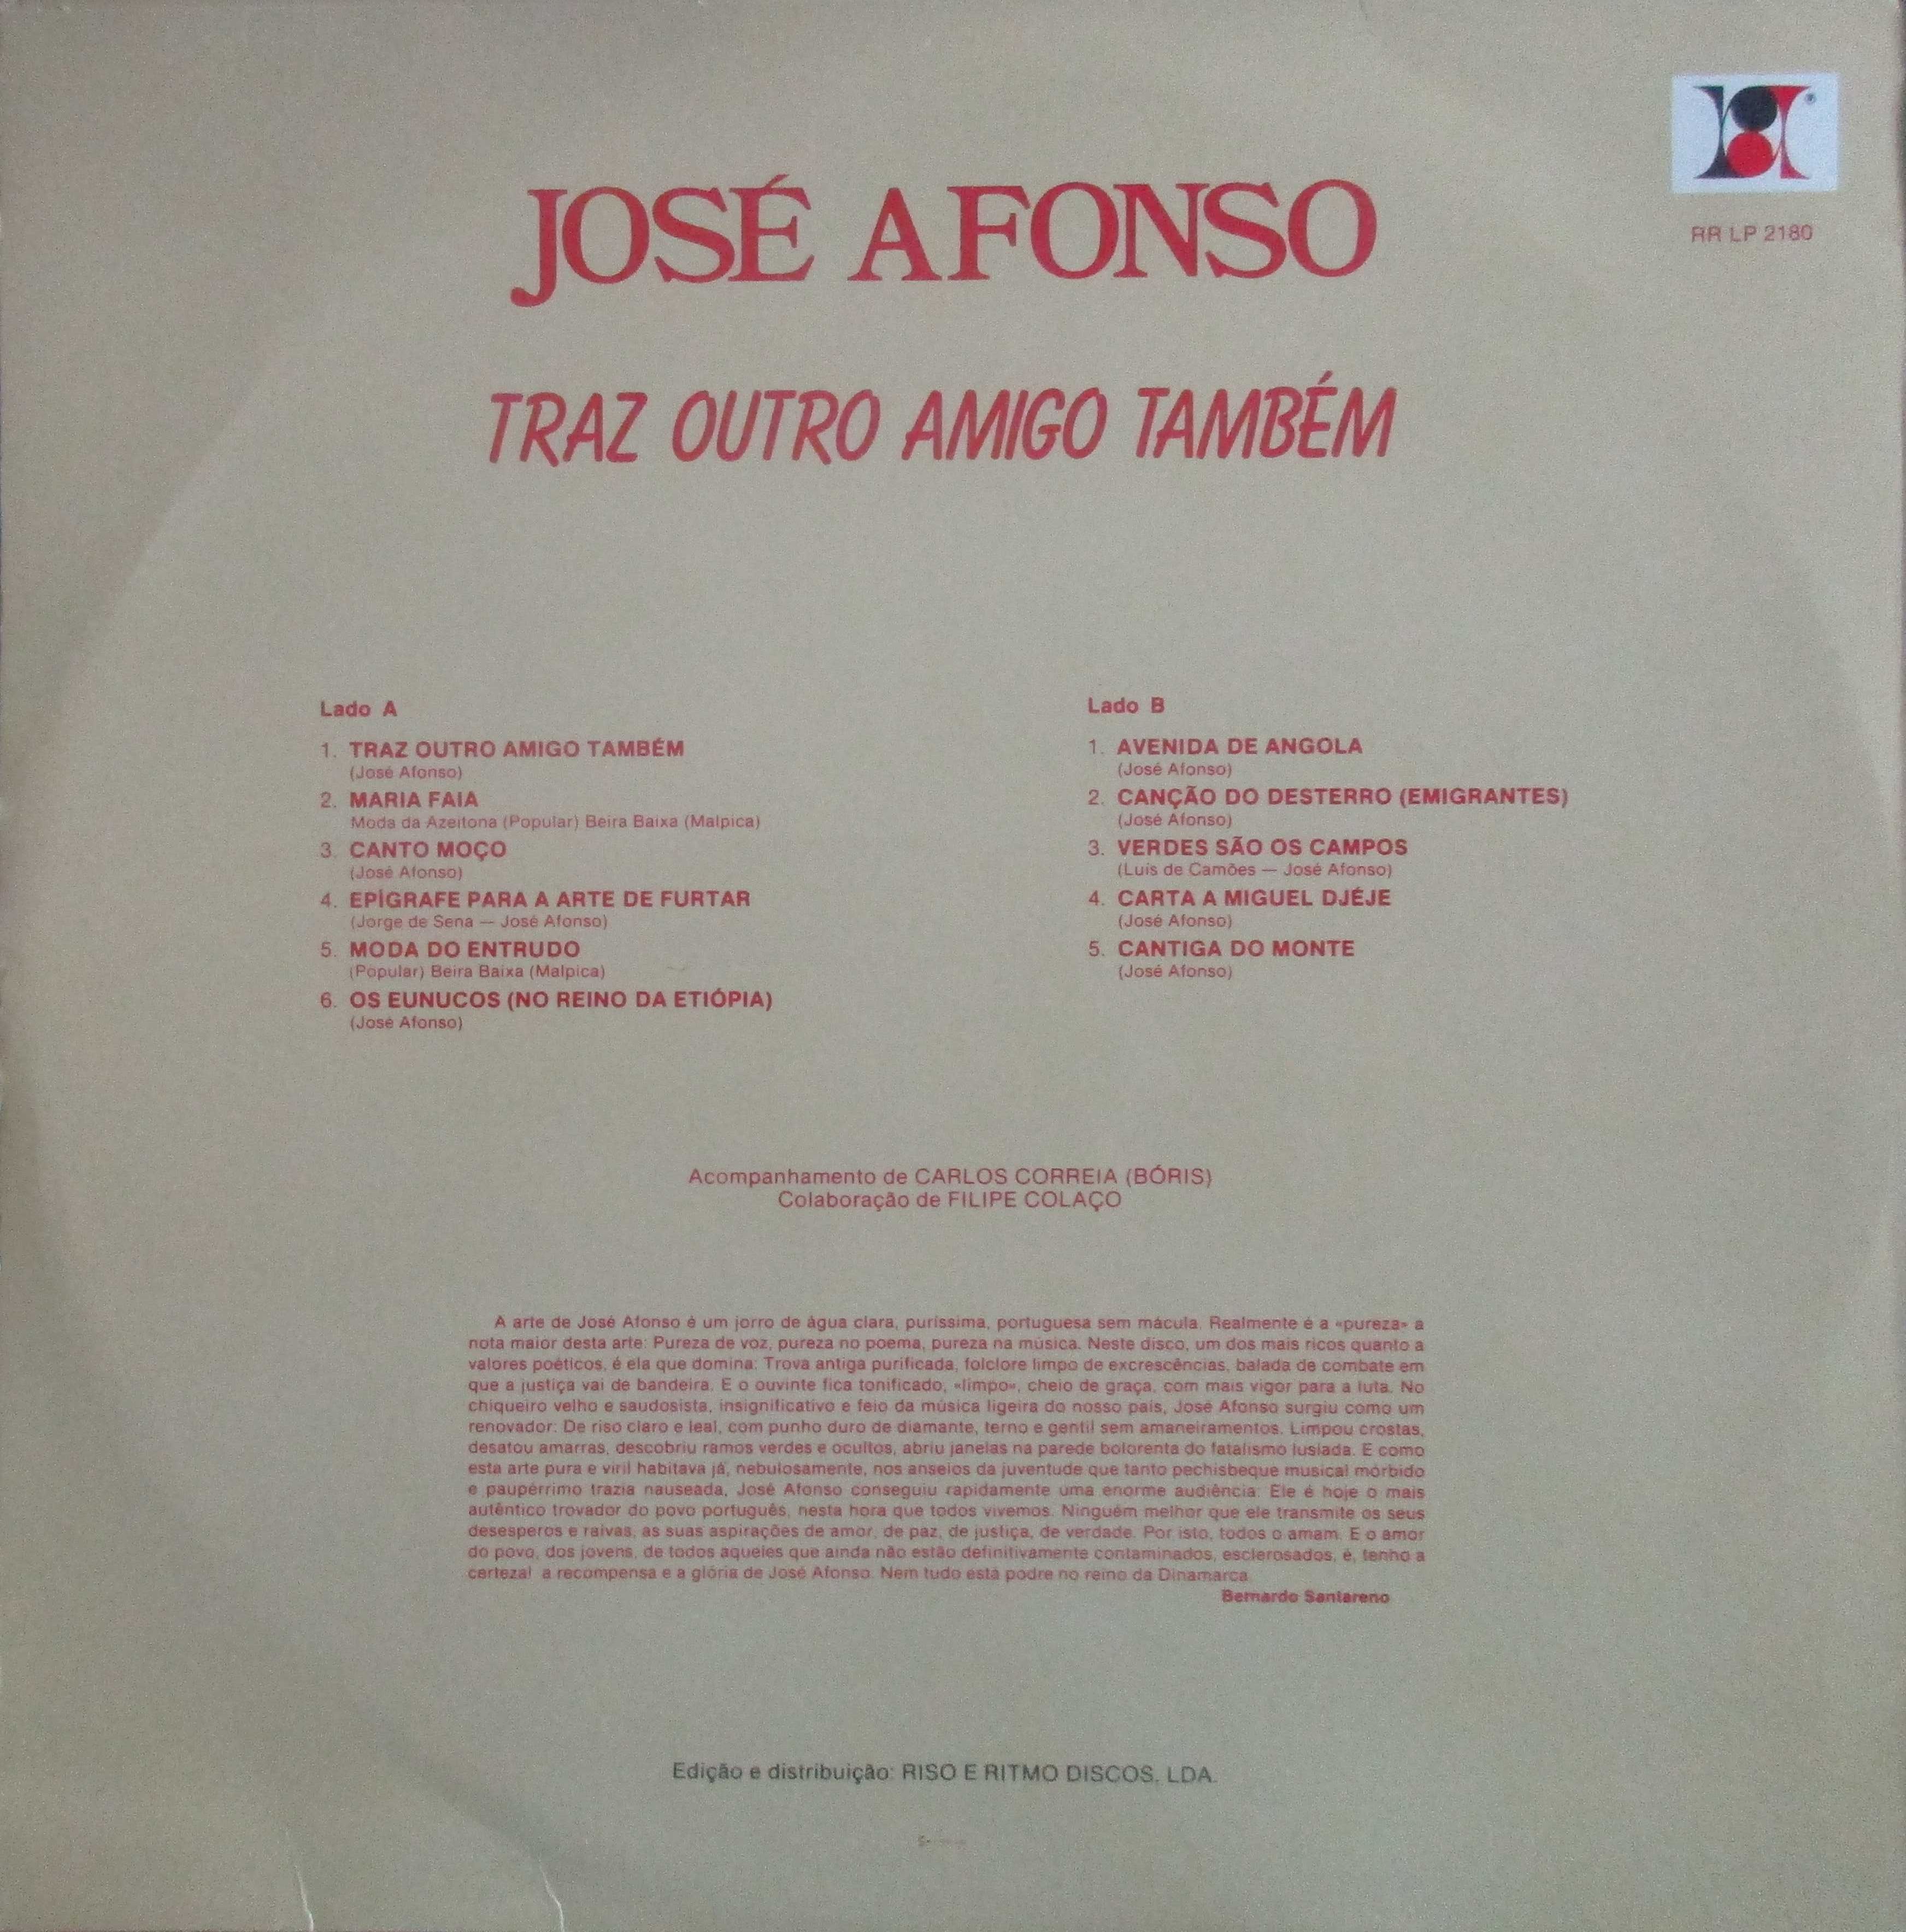 RR LP 2180
JOSÉ AFONSO
TRAZ OUTRO AMIGO TAMBÉM
Lado A
1. TRAZ OUTRO AMIGO TAMBÉM
(José Afonso)
2. MARIA FAIA
Moda da Azeitona (Popular) Beira Baixa (Malpica)
3. CANTO MOÇO
(José Afonso)
4. EPÍGRAFE PARA A ARTE DE FURTAR
(Jorge de Sena — José Afonso)
5. MODA DO ENTRUDO
(Popular) Beira Baixa (Malpica)
6. OS EUNUCOS (NO REINO DA ETIÓPIA)
(José Afonso)
Lado B
1. AVENIDA DE ANGOLA
(José Afonso)
2. CANÇÃO DO DESTERRO (EMIGRANTES)
(José Afonso)
3. VERDES SÃO OS CAMPOS
(Luís de Camões — José Afonso)
4. CARTA A MIGUEL DJÉJE
(José Afonso)
5. CANTIGA DO MONTE
(José Afonso)
Acompanhamento de CARLOS CORREIA (BÓRIS)
Colaboração de FILIPE COLAÇO
A arte de José Afonso é um jorro de água clara, puríssima, portuguesa sem mácula. Realmente é a «pureza» a
nota maior desta arte: Pureza de voz, pureza no poema, pureza na música. Neste disco, um dos mais ricos quanto a
valores poéticos, é ela que domina: Trova antiga purificada, folclore limpo de excrescências, balada de combate em
que a justiça vai de bandeira. E o ouvinte fica tonificado, «limpo», cheio de graça, com mais vigor para a luta. No
chiqueiro velho e saudosista, insignificativo e feio da música ligeira do nosso país, José Afonso surgiu como um
renovador: De riso claro e leal, com punho duro de diamante, terno e gentil sem amaneiramentos. Limpou crostas,
desatou amarras, descobriu ramos verdes e ocultos, abriu janelas na parede bolorenta do fatalismo lusíada. E como
esta arte pura e viril habitava já, nebulosamente, nos anseios da juventude que tanto pechisbeque musical mórbido
e paupérrimo trazia nauseada, José Afonso conseguiu rapidamente uma enorme audiência: Ele é hoje o mais
autêntico trovador do povo português, nesta hora que todos vivemos. Ninguém melhor que ele transmite os seus
desesperos e raivas, as suas aspirações de amor, de paz, de justiça, de verdade. Por isto, todos o amam. E o amor
do povo, dos jovens, de todos aqueles que ainda não estão definitivamente contaminados, esclerosados, é, tenho a
certeza! a recompensa e a glória de José Afonso. Nem tudo está podre no reino da Dinamarca.
Bernardo Santareno
Edição e distribuição: RISO E RITMO DISCOS, LDA.